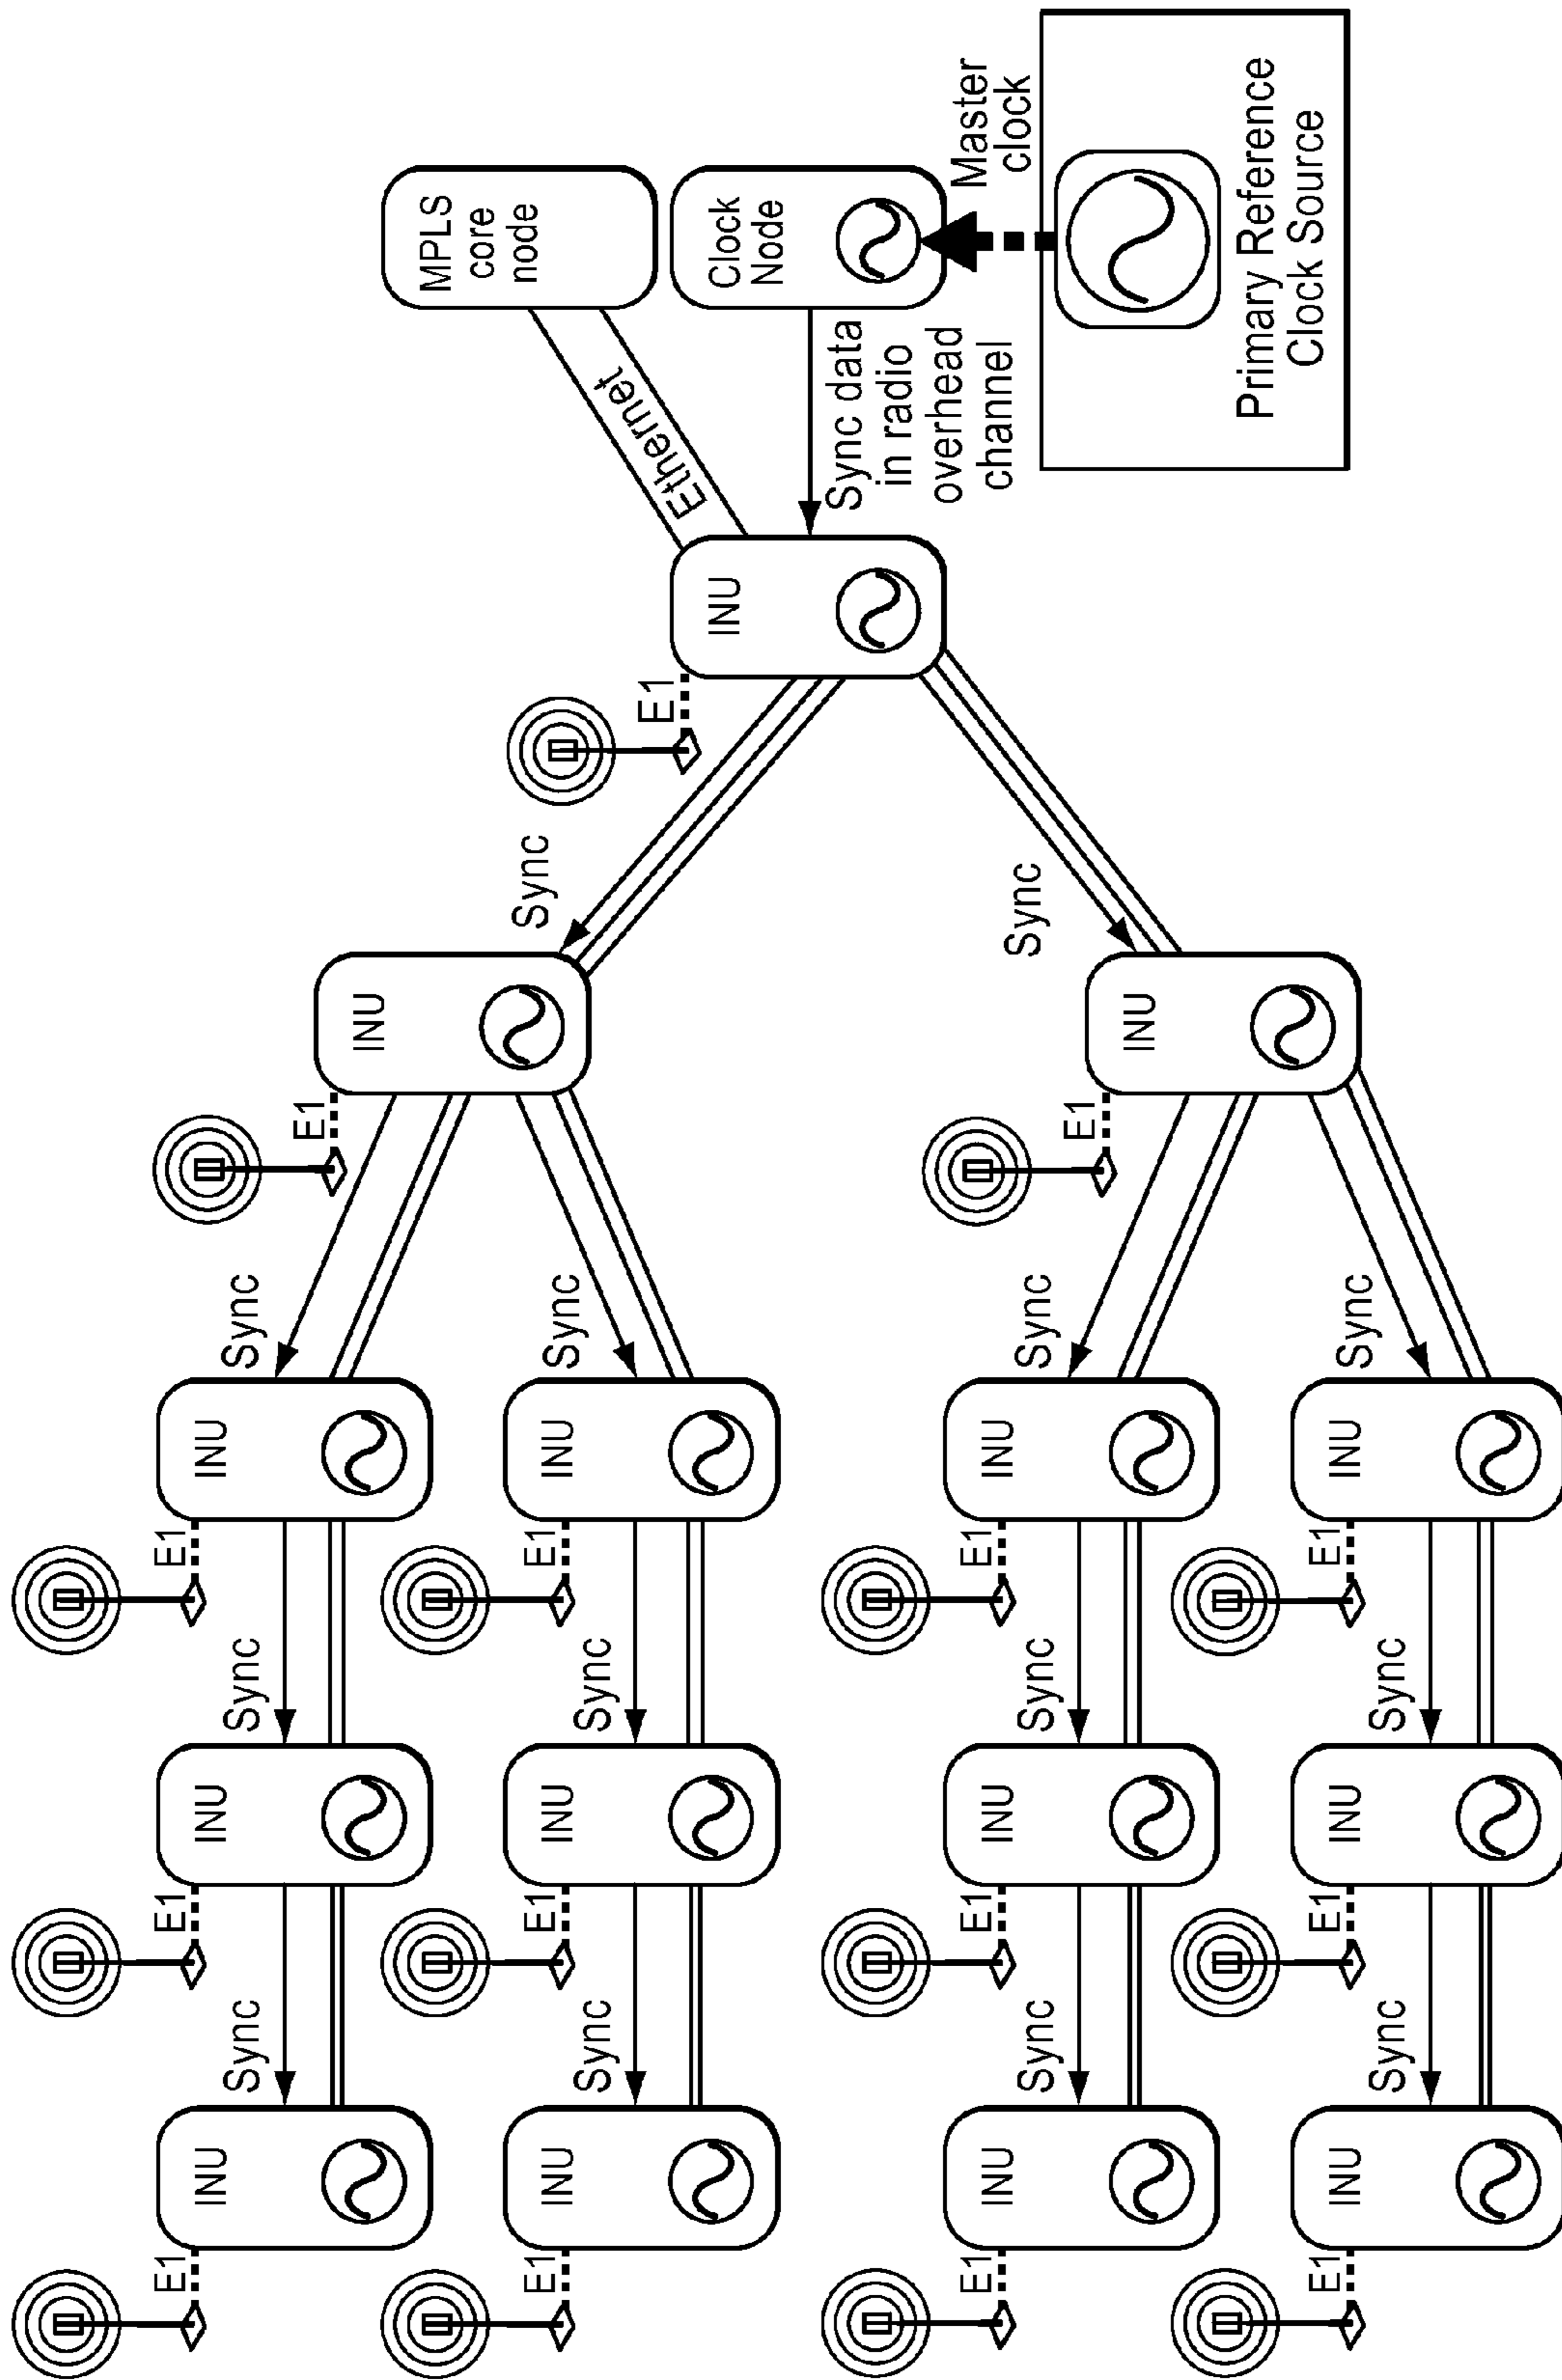 E1
E1
E1
INU
INU
INU
Sync
Sync
Sync
E1
INU
MPLS
core
node
Sync
E1
E1
E1
INU
INU
INU
Sync
Sync
Sync
E1
Ethernet
INU
Clock
Node
Sync data
in radio
overhead
channel
Master
clock
E1
E1
E1
INU
INU
INU
Sync
Sync
Sync
Sync
E1
INU
Primary Reference
Clock Source
E1
E1
E1
INU
INU
INU
Sync
Sync
Sync